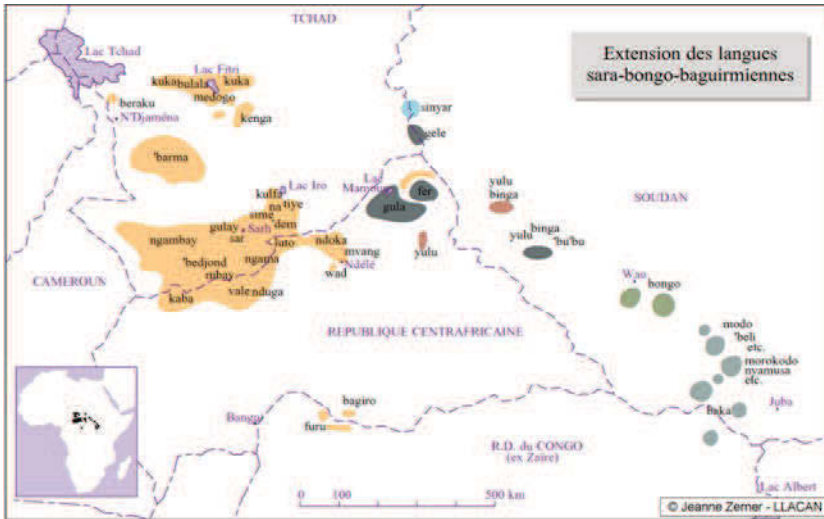 TCHAD
Extension des langues
sara-bongo-baguirmiennes
Lac Tchad
Lac Fitri
kuka
bulala
kuka
medogo
beraku
N'Djaména
kenga
sinyar
gele
'barma
Lac Iro
kulfa
na
tiye
sime
'dem
Lac
Mamoun
fer
gula
yulu
binga
SOUDAN
gulay
Sarh
sar
luto
ndoka
ngambay
mvang
Ndélé
wad
yulu
yulu
binga
'bu'bu
'bedjond
ngama
CAMEROUN
kaba
vale
nduga
Wau
bongo
REPUBLIQUE CENTRAFRICAINE
modo
'beli
etc.
morokodo
nyamusa
etc.
baka
Juba
bagiro
furu
R.D. du CONGO
(ex Zaïre)
Lac Albert
0
100
500 km
© Jeanne Zerner - LLACAN